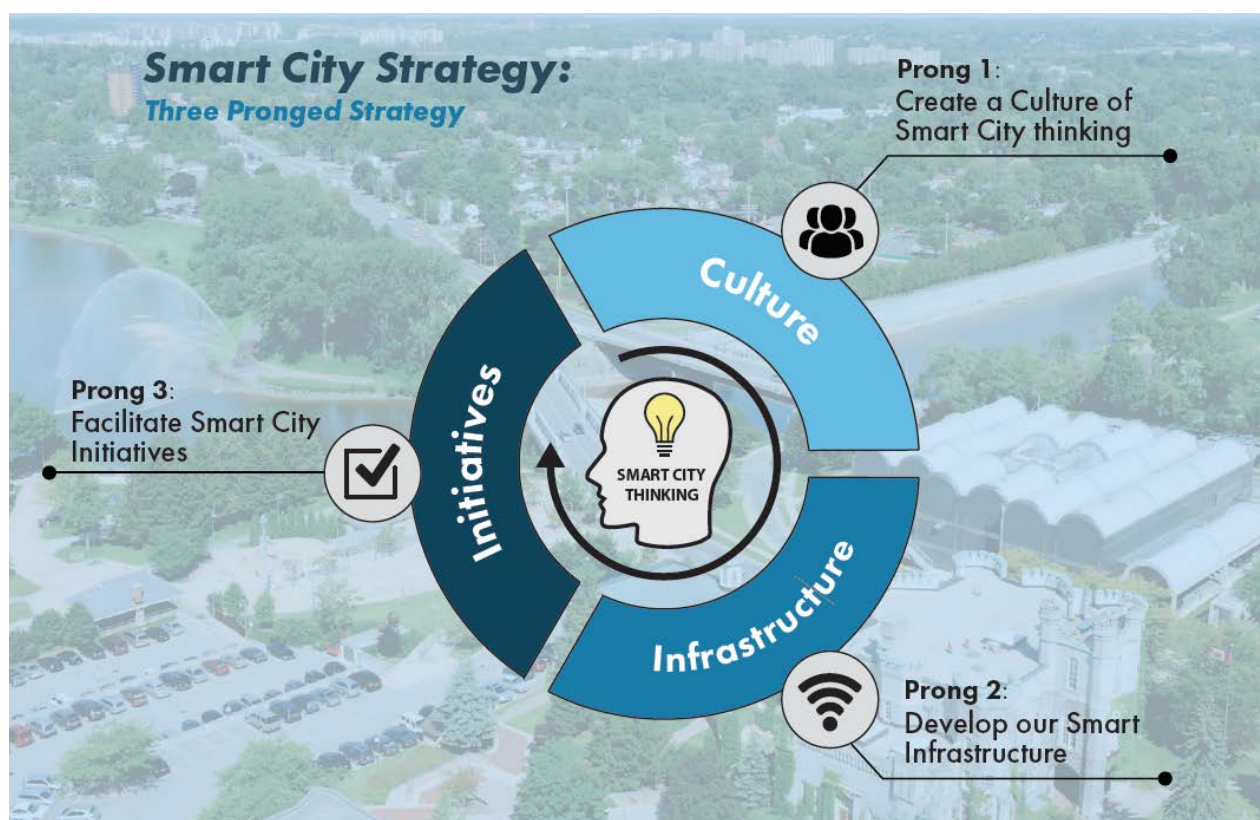 Smart City Strategy:
Three Pronged Strategy
Prong 1:
Create a Culture of
Smart City thinking
Culture
Initiatives
Prong 3:
Facilitate Smart City
Initiatives
SMART CITY
THINKING
Infrastructure
Prong 2:
Develop our Smart
Infrastructure